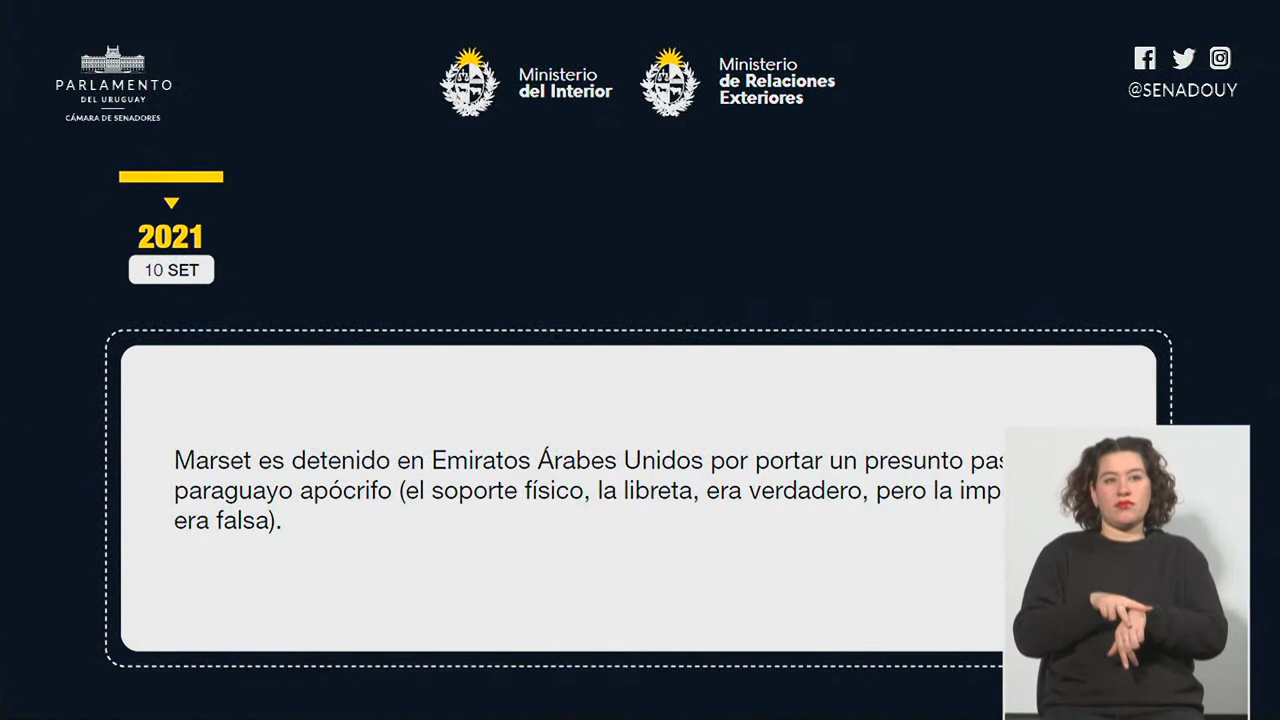 PARLAMENTO
DEL URUGUAY
CÁMARA DE SENADORES
Ministerio
del Interior
Ministerio
de Relaciones
Exteriores
@SENADOUY
2021
10 SET
Marset es detenido en Emiratos Árabes Unidos por portar un presunto
paraguayo apócrifo (el soporte físico, la libreta, era verdadero, pero la
era falsa).